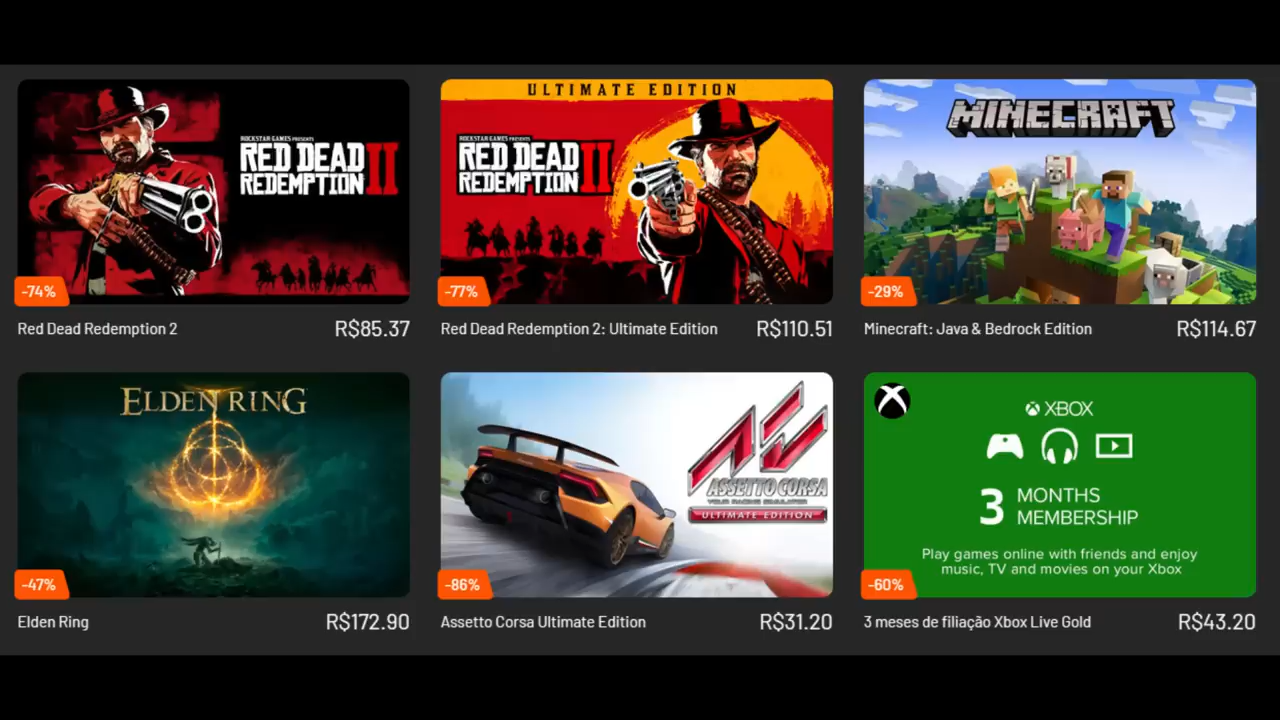 ROCKSTAR GAMES PRESENTS
RED DEAD
REDEMPTION II
-74%
Red Dead Redemption 2
R$85.37
ULTIMATE EDITION
ROCKSTAR GAMES PRESENTS
RED DEAD
REDEMPTION II
-77%
Red Dead Redemption 2: Ultimate Edition
R$110.51
MINECRAFT
-29%
Minecraft: Java & Bedrock Edition
R$114.67
ELDEN RING
-47%
Elden Ring
R$172.90
ASSETTO CORSA
YOUR RACING SIMULATOR
ULTIMATE EDITION
-86%
Assetto Corsa Ultimate Edition
R$31.20
XBOX
3 MONTHS
MEMBERSHIP
Play games online with friends and enjoy
music, TV and movies on your Xbox
-60%
3 meses de filiação Xbox Live Gold
R$43.20